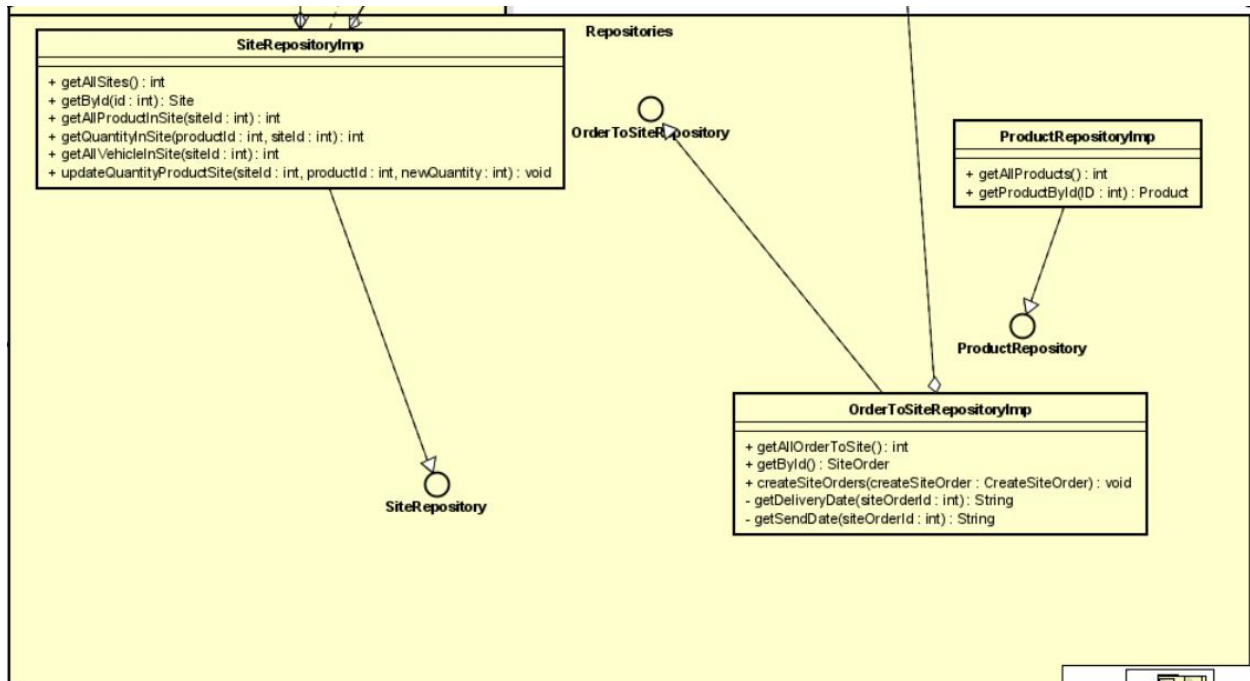 Repositories
SiteRepositoryImp
+ getAllSites() : int
+ getById(id : int) : Site
+ getAllProductInSite(siteId : int) : int
+ getQuantityInSite(productId : int, siteId : int) : int
+ getAllVehicleInSite(siteId : int) : int
+ updateQuantityProductSite(siteId : int, productId : int, newQuantity : int) : void
OrderToSiteRepository
ProductRepositoryImp
+ getAllProducts() : int
+ getProductById(ID : int) : Product
ProductRepository
OrderToSiteRepositoryImp
+ getAllOrderToSite() : int
+ getById() : SiteOrder
+ createSiteOrders(createSiteOrder : CreateSiteOrder) : void
- getDeliveryDate(siteOrderId : int) : String
- getSendDate(siteOrderId : int) : String
SiteRepository